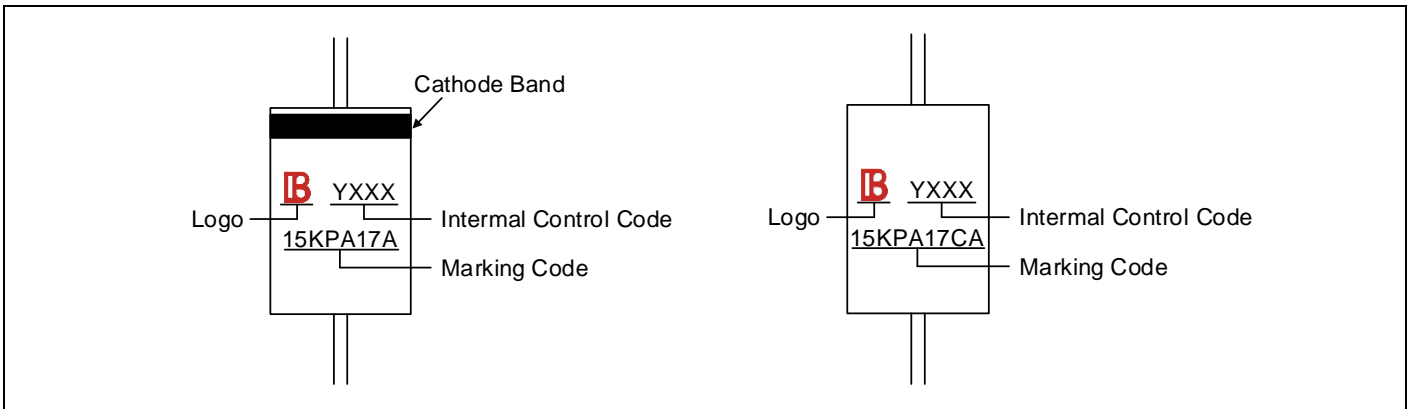 Cathode Band
B YXXX
Logo
Intermal Control Code
15KPA17A
Marking Code
B YXXX
Logo
Intermal Control Code
15KPA17CA
Marking Code